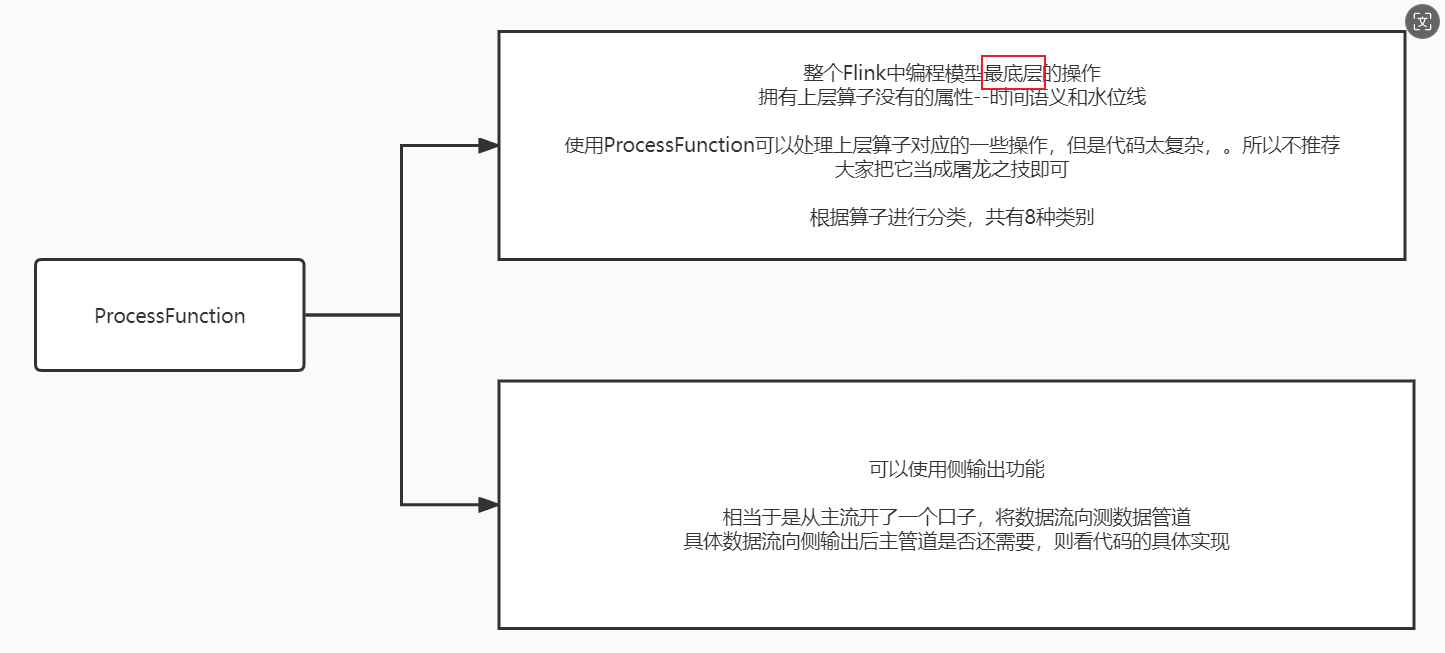 整个Flink中编程模型最底层的操作
拥有上层算子没有的属性--时间语义和水位线
使用ProcessFunction可以处理上层算子对应的一些操作，但是代码太复杂，。所以不推荐
大家把它当成屠龙之技即可
根据算子进行分类，共有8种类别
ProcessFunction
可以使用侧输出功能
相当于是从主流开了一个口子，将数据流向测数据管道
具体数据流向侧输出后主管道是否还需要，则看代码的具体实现